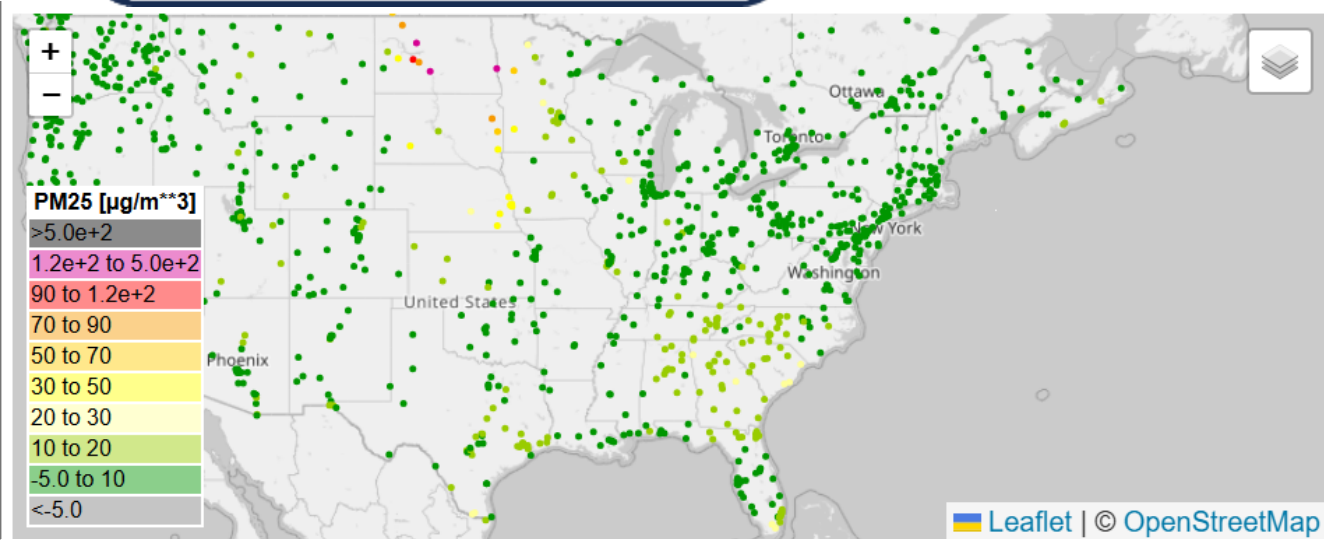 +
−
Ottawa
Toronto
New York
Washington
United States
Phoenix
PM25 [µg/m**3]
>5.0e+2
1.2e+2 to 5.0e+2
90 to 1.2e+2
70 to 90
50 to 70
30 to 50
20 to 30
10 to 20
-5.0 to 10
<-5.0
Leaflet | © OpenStreetMap